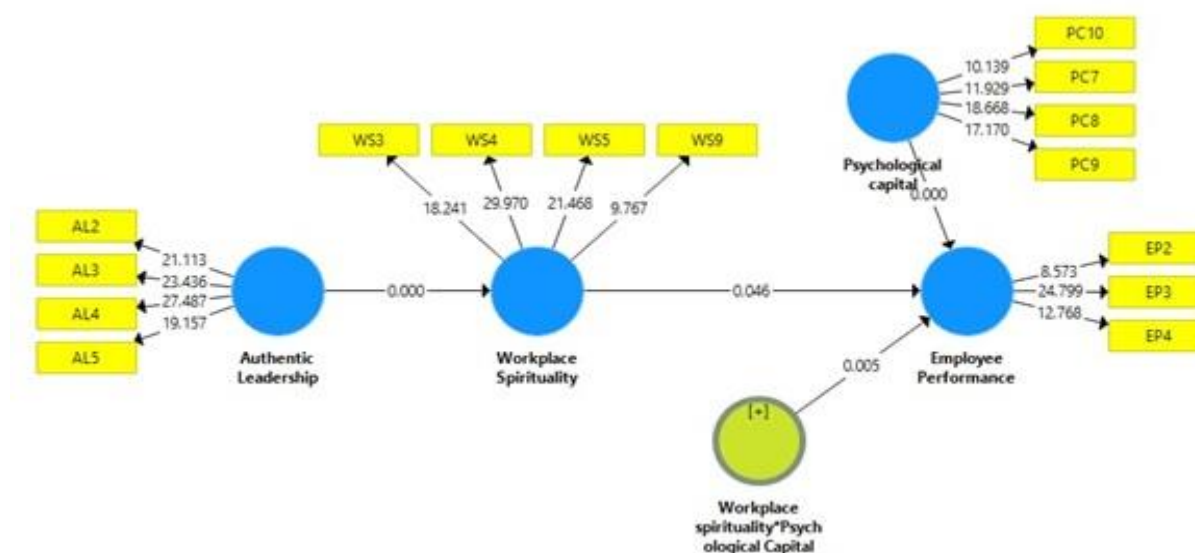 PC10
10.139
PC7
11.929
PC8
18.668
17.170
PC9
Psychological
capital
0.000
WS3
WS4
WS5
WS9
18.241
29.970
21.468
9.767
AL2
21.113
AL3
23.436
AL4
27.487
19.157
AL5
Authentic
Leadership
0.000
Workplace
Spirituality
0.046
EP2
8.573
EP3
24.799
12.768
EP4
Employee
Performance
0.005
[+]
Workplace
spirituality*Psych
ological Capital